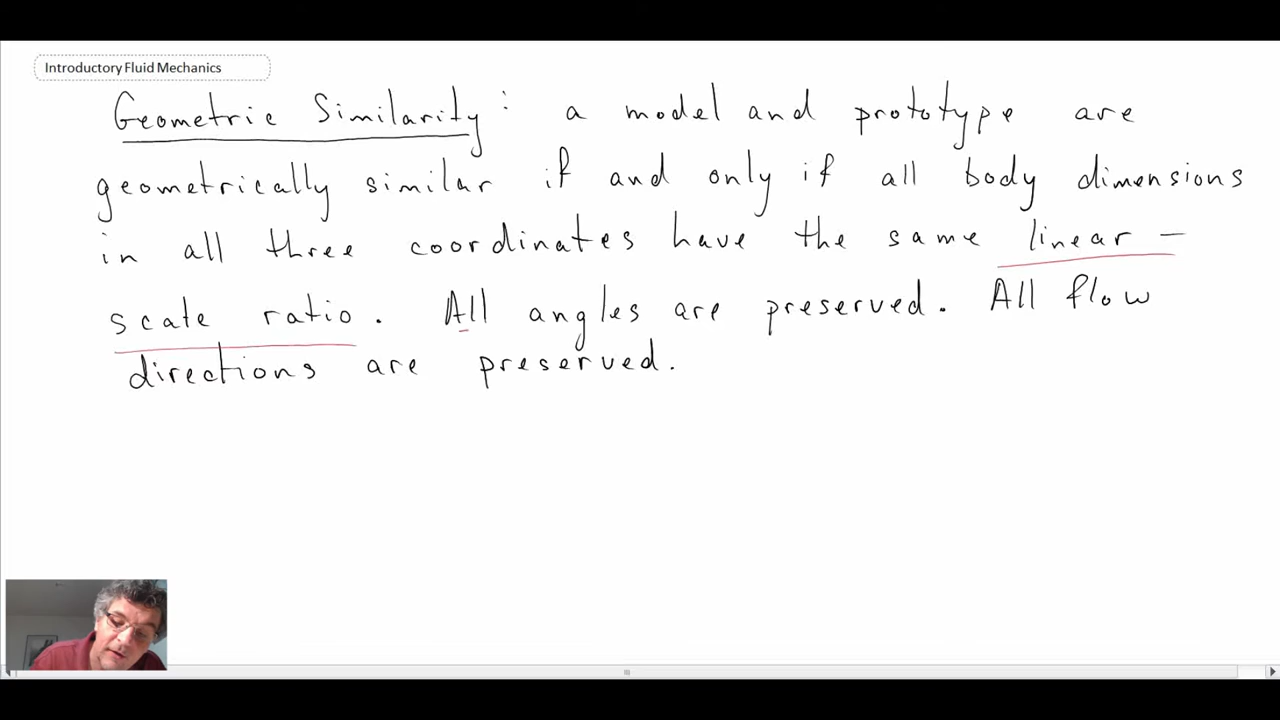 Introductory Fluid Mechanics
Geometric Similarity: a model and prototype are
geometrically similar if and only if all body dimensions
in all three coordinates have the same linear -
scale ratio. All angles are preserved. All flow
directions are preserved.